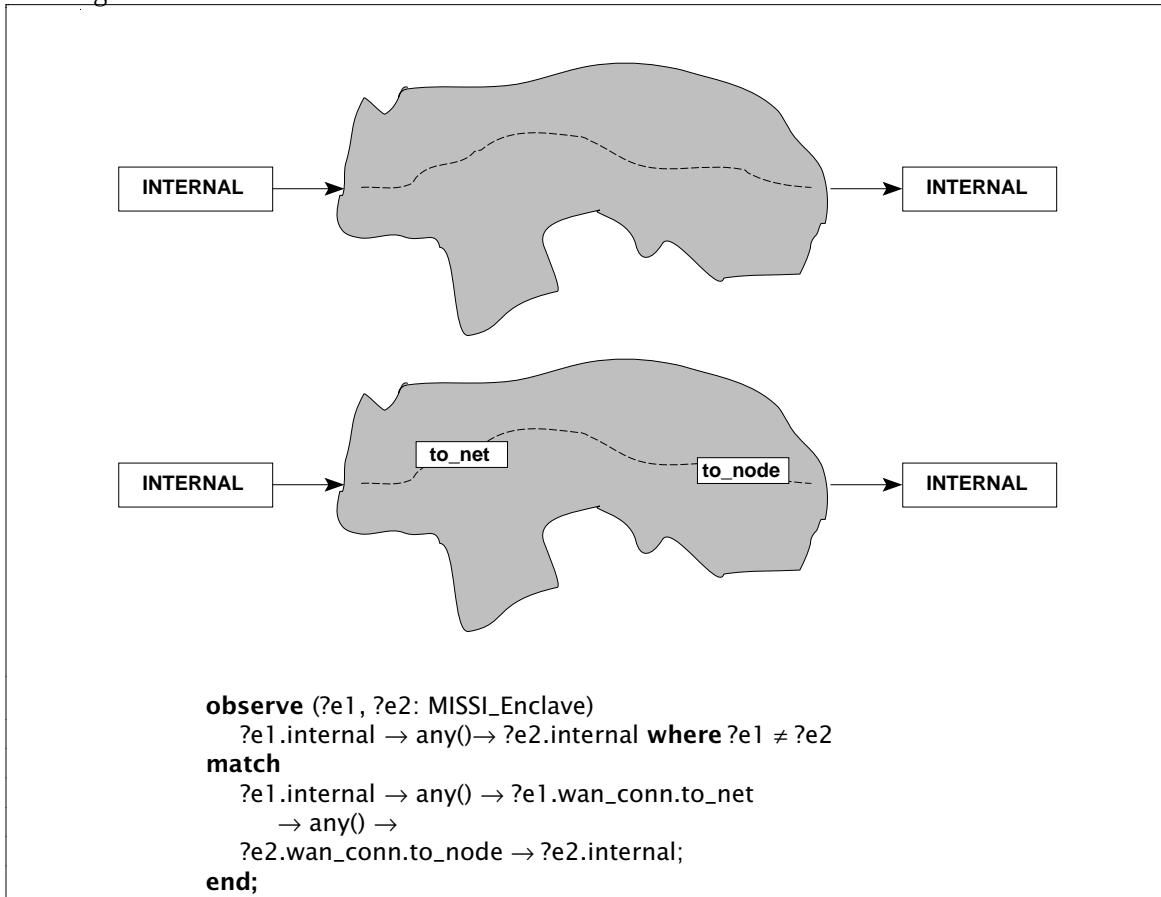 INTERNAL INTERNAL
to_net
to_node
INTERNAL INTERNAL
observe (?e1, ?e2: MISSI_Enclave)
?e1.internal → any()→ ?e2.internal where ?e1 ≠ ?e2
match
?e1.internal → any() → ?e1.wan_conn.to_net
→ any() →
?e2.wan_conn.to_node → ?e2.internal;
end;